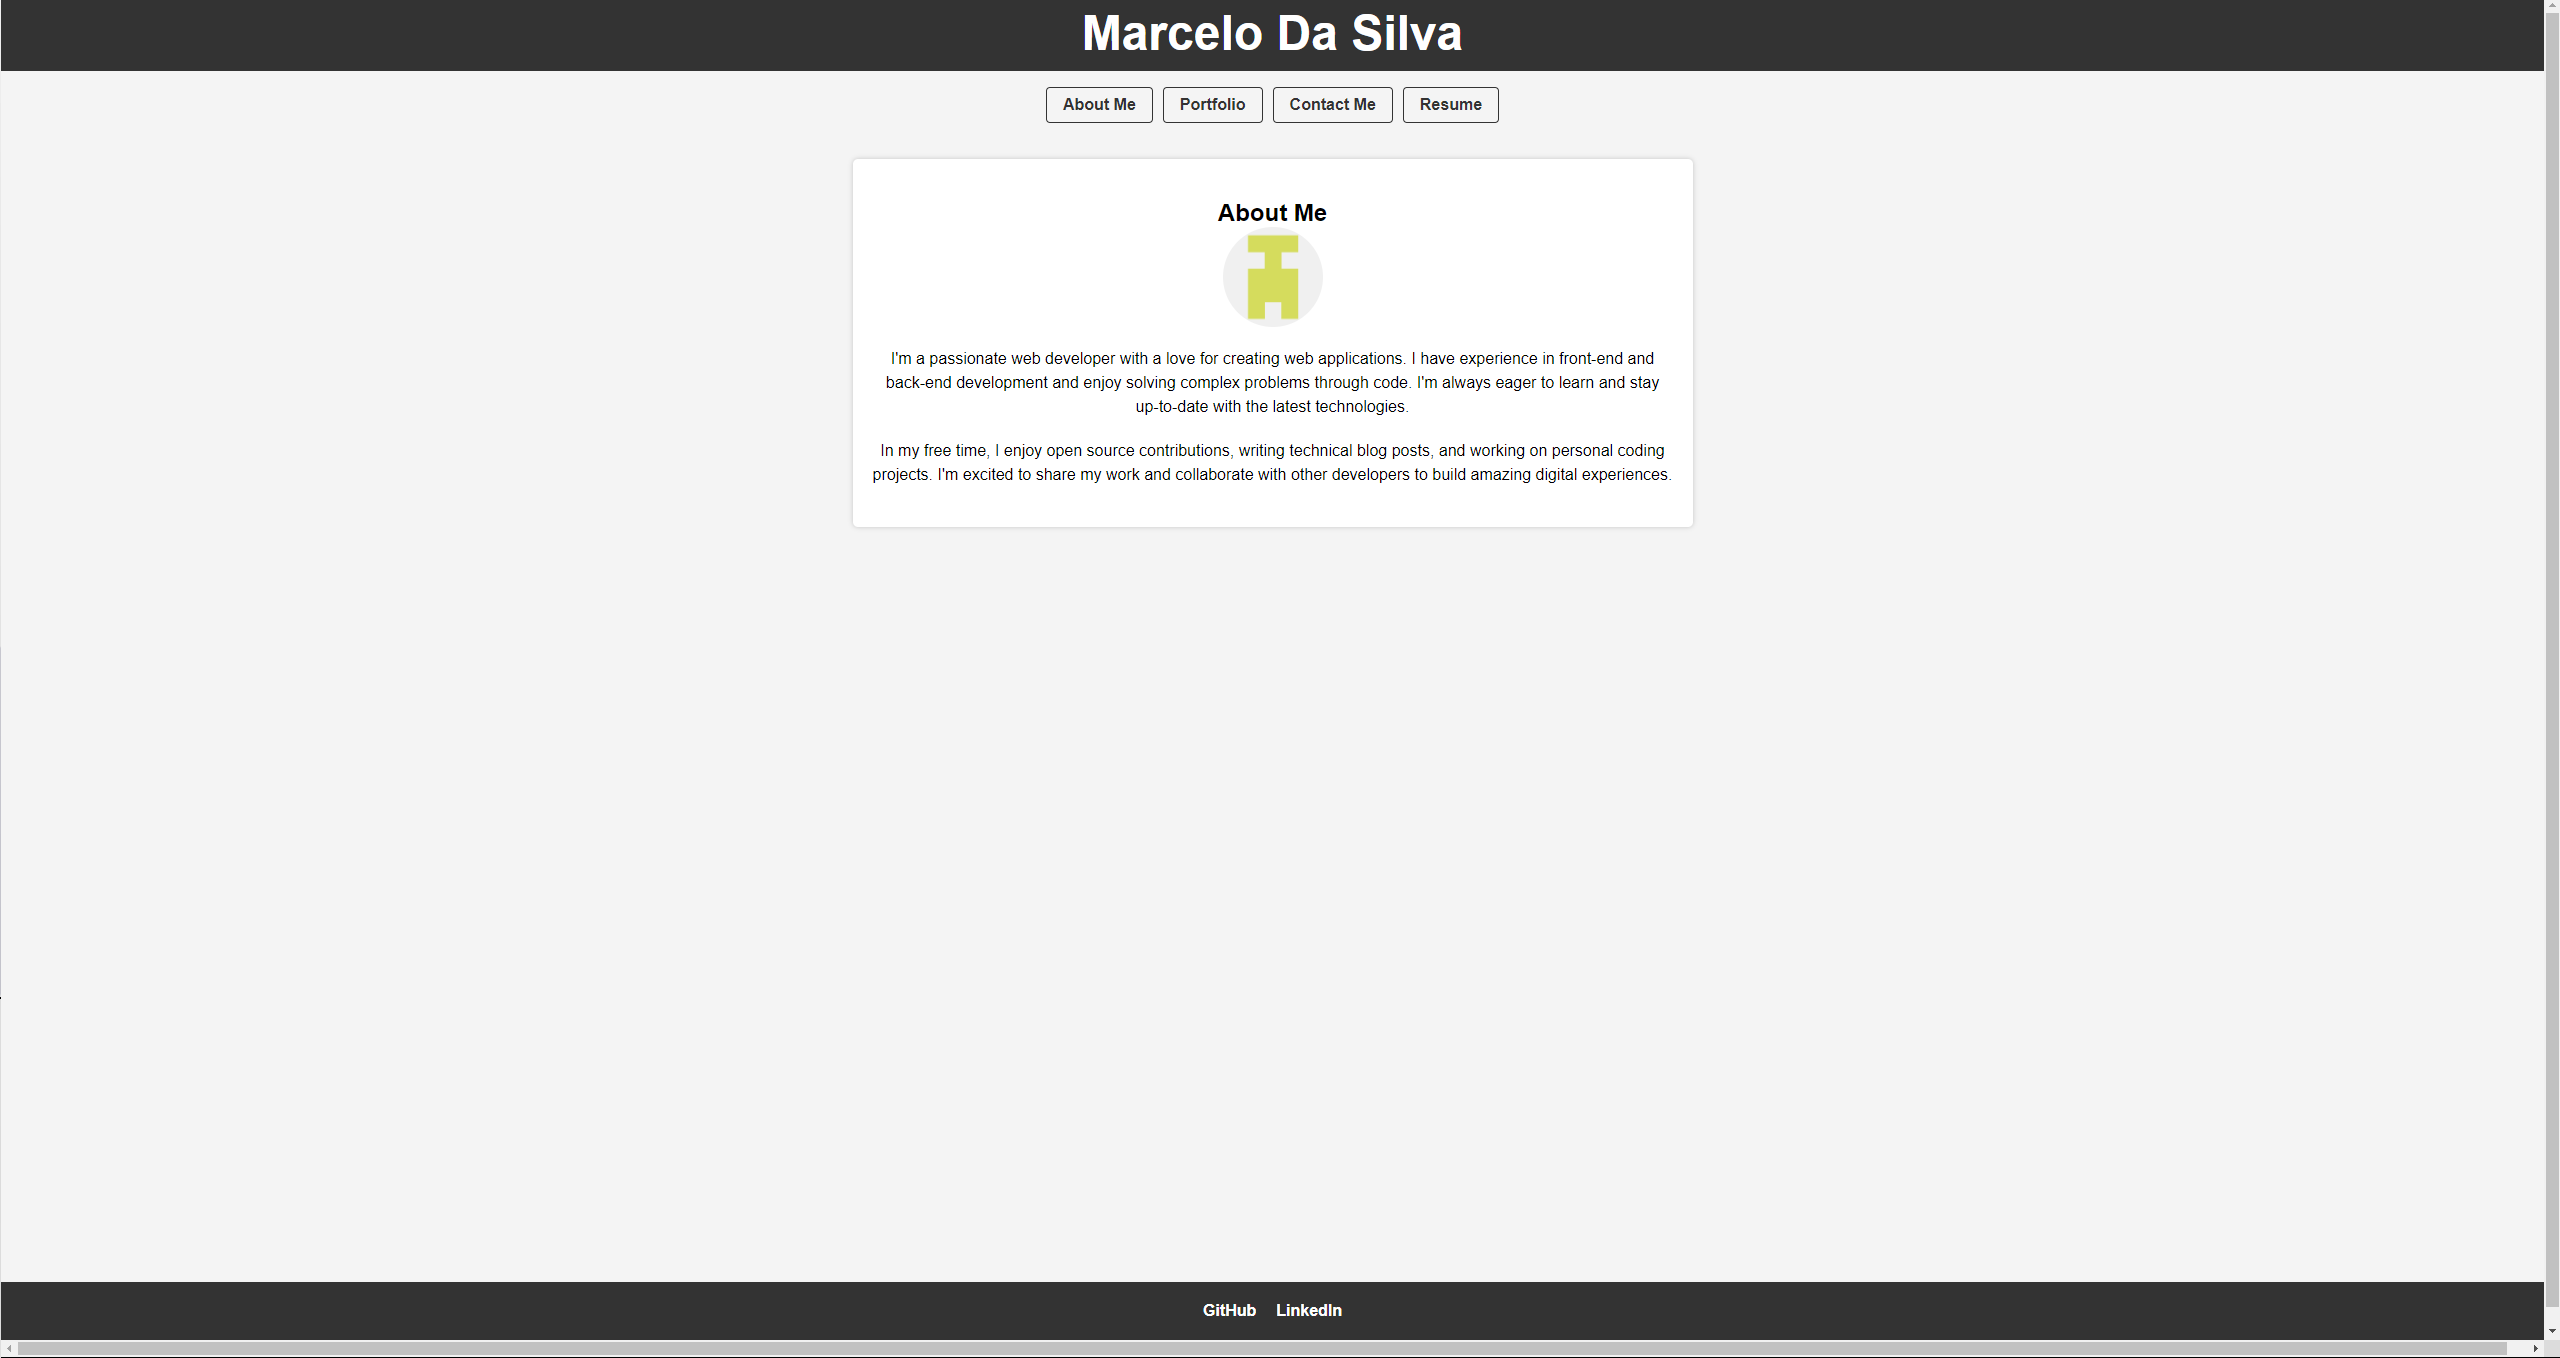 Marcelo Da Silva
About Me
Portfolio
Contact Me
Resume
About Me
I'm a passionate web developer with a love for creating web applications. I have experience in front-end and
back-end development and enjoy solving complex problems through code. I'm always eager to learn and stay
up-to-date with the latest technologies.
In my free time, I enjoy open source contributions, writing technical blog posts, and working on personal coding
projects. I'm excited to share my work and collaborate with other developers to build amazing digital experiences.
GitHub
LinkedIn